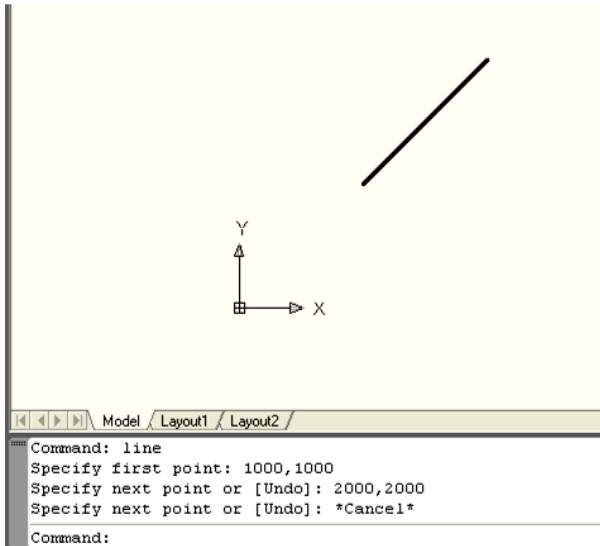 Y
X
Model Layout1 Layout2
Command: line
Specify first point: 1000,1000
Specify next point or [Undo]: 2000,2000
Specify next point or [Undo]: *Cancel*
Command: